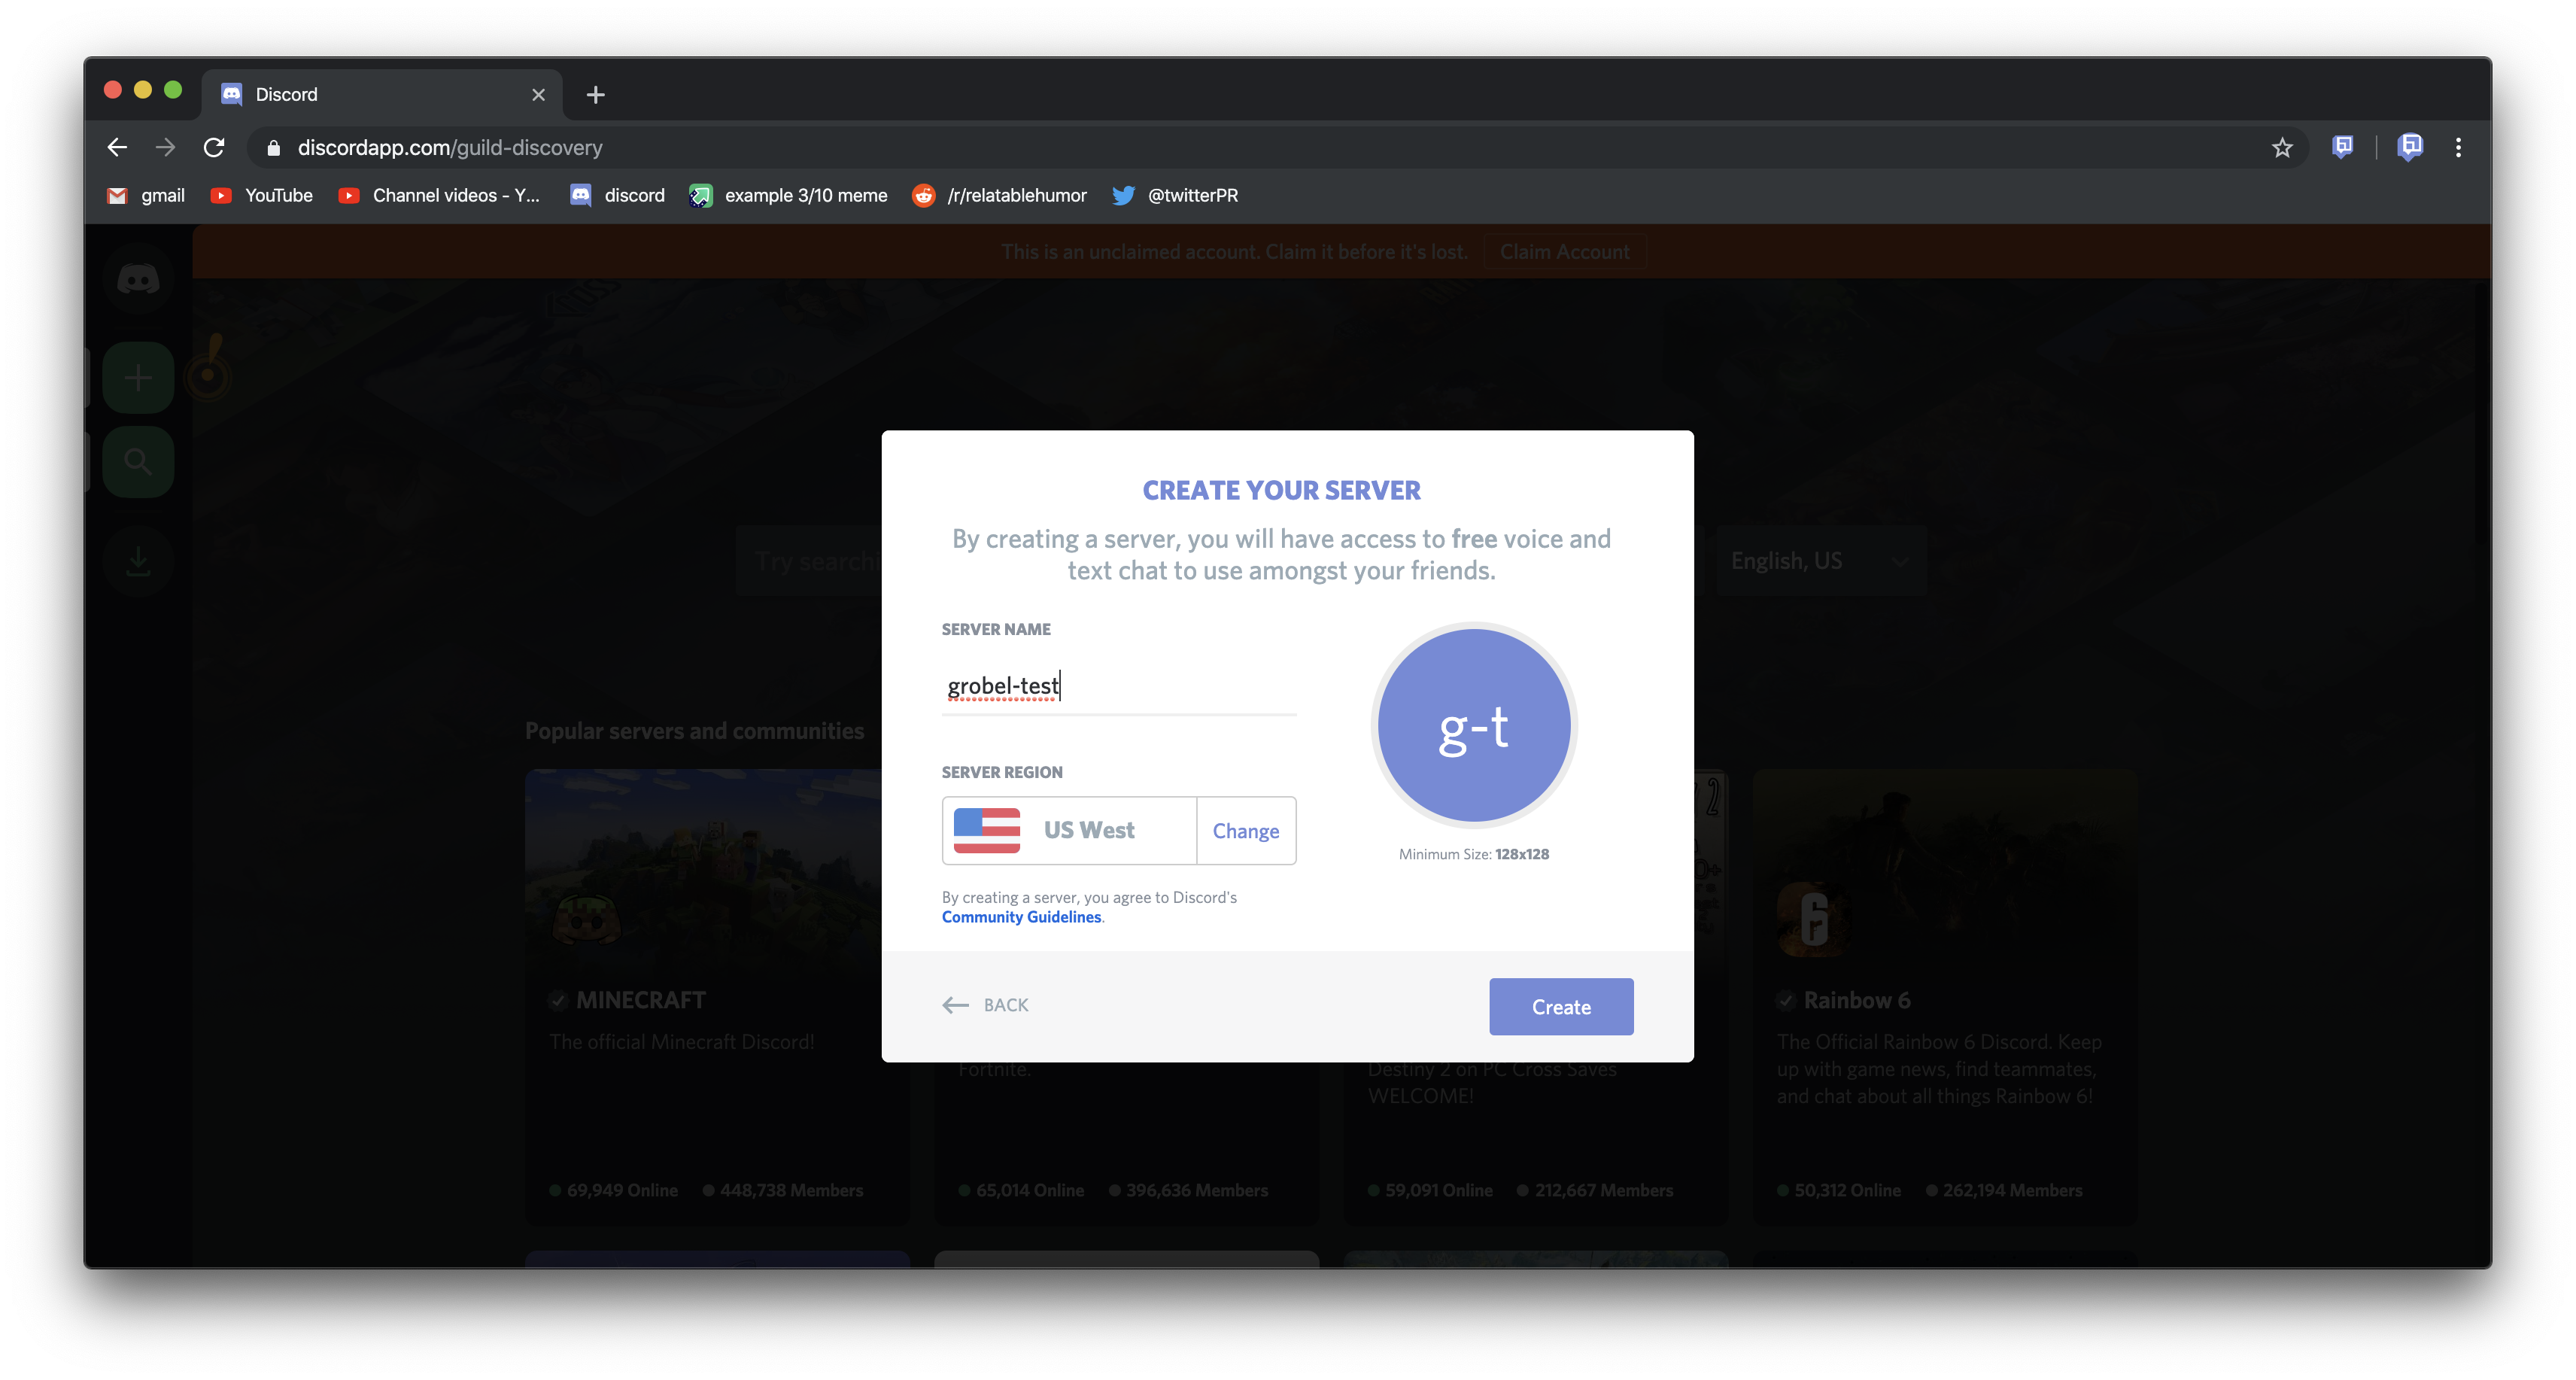 Discord
discordapp.com/guild-discovery
gmail
YouTube
Channel videos - Y...
discord
example 3/10 meme
/r/relatablehumor
@twitterPR
This is an unclaimed account. Claim it before it's lost.
Claim Account
CREATE YOUR SERVER
By creating a server, you will have access to free voice and
text chat to use amongst your friends.
Try searchi
English, US
SERVER NAME
grobel-test
g-t
Popular servers and communities
SERVER REGION
US West
Change
Minimum Size: 128x128
By creating a server, you agree to Discord's
Community Guidelines.
BACK
Create
MINECRAFT
The official Minecraft Discord!
69,949 Online
448,738 Members
Fortnite.
65,014 Online
396,636 Members
Destiny 2 on PC Cross Saves
WELCOME!
59,091 Online
212,667 Members
6
Rainbow 6
The Official Rainbow 6 Discord. Keep
up with game news, find teammates,
and chat about all things Rainbow 6!
50,312 Online
262,194 Members